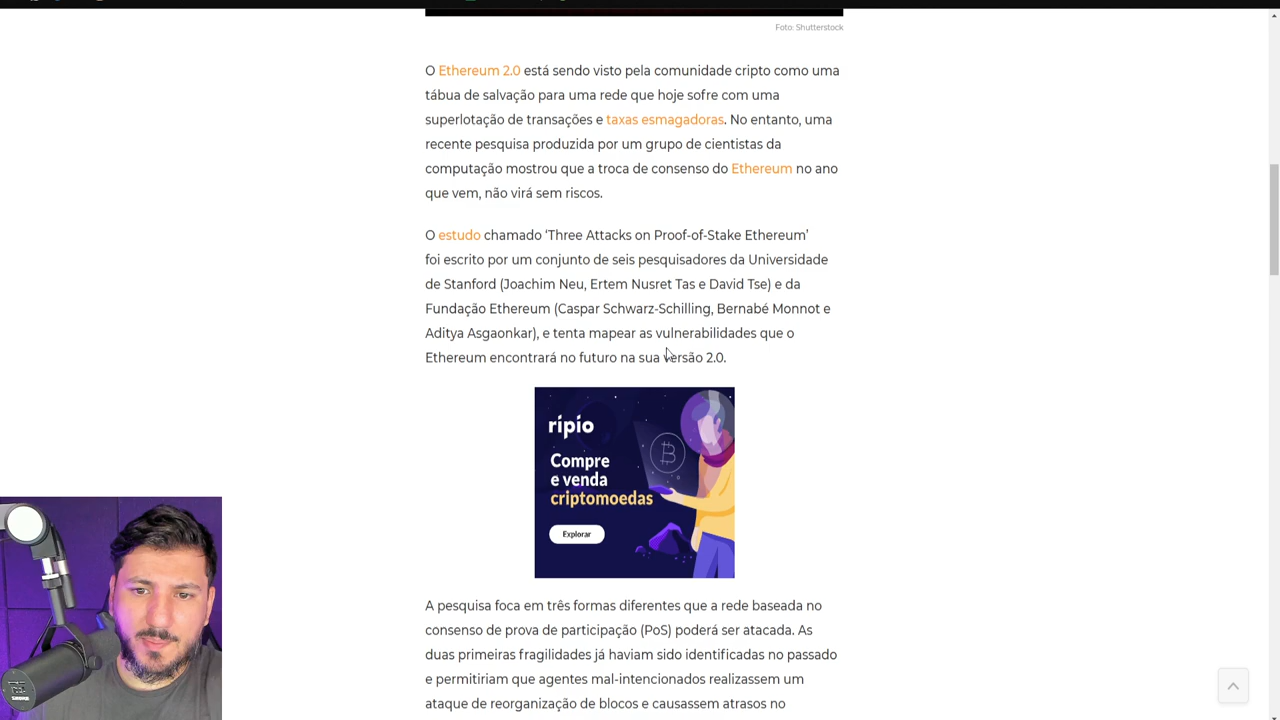 Foto: Shutterstock
O Ethereum 2.0 está sendo visto pela comunidade cripto como uma
tábua de salvação para uma rede que hoje sofre com uma
superlotação de transações e taxas esmagadoras. No entanto, uma
recente pesquisa produzida por um grupo de cientistas da
computação mostrou que a troca de consenso do Ethereum no ano
que vem, não virá sem riscos.
O estudo chamado ‘Three Attacks on Proof-of-Stake Ethereum’
foi escrito por um conjunto de seis pesquisadores da Universidade
de Stanford (Joachim Neu, Ertem Nusret Tas e David Tse) e da
Fundação Ethereum (Caspar Schwarz-Schilling, Bernabé Monnot e
Aditya Asgaonkar), e tenta mapear as vulnerabilidades que o
Ethereum encontrará no futuro na sua versão 2.0.
ripio
Compre
e venda
criptomoedas
Explorar
A pesquisa foca em três formas diferentes que a rede baseada no
consenso de prova de participação (PoS) poderá ser atacada. As
duas primeiras fragilidades já haviam sido identificadas no passado
e permitiriam que agentes mal-intencionados realizassem um
ataque de reorganização de blocos e causassem atrasos no